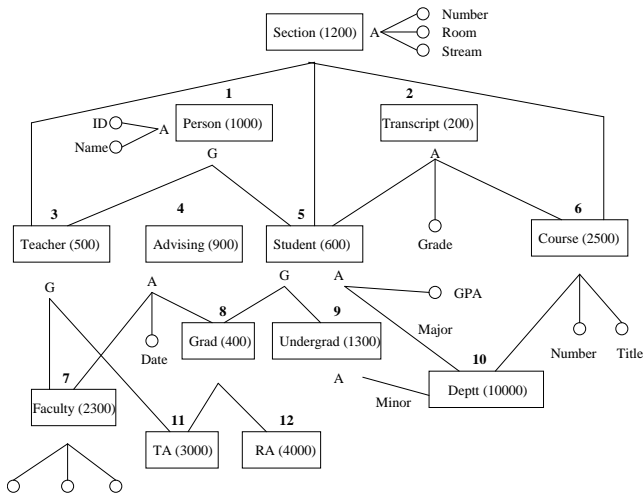 Number
Section (1200) A Room
Stream
1 2
ID Person (1000) Transcript (200)
A
Name
G A
3 4 5 6
Teacher (500) Advising (900) Student (600) Grade Course (2500)
G A G A GPA
8 9 Major
Date Grad (400) Undergrad (1300) Number Title
7 10
A Deptt (10000)
Faculty (2300) Minor
11 12
TA (3000) RA (4000)